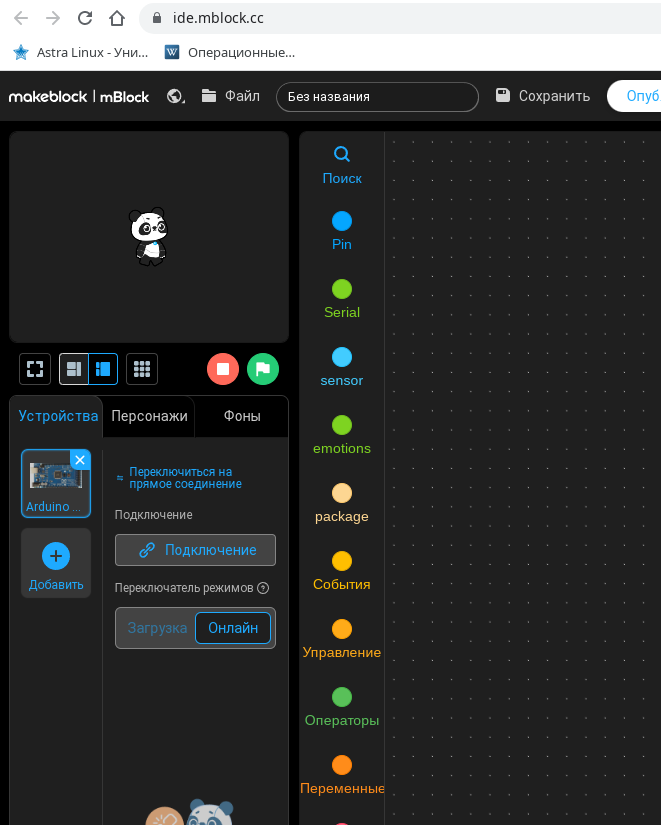 ide.mblock.cc
Astra Linux - Уни...
W Операционные...
makeblock | mBlock
Файл
Без названия
Сохранить
Опуб
Поиск
Pin
Serial
sensor
emotions
package
События
Управление
Операторы
Переменные
Устройства
Персонажи
Фоны
Arduino ...
Добавить
Переключиться на
прямое соединение
Подключение
Подключение
Переключатель режимов ?
Загрузка
Онлайн